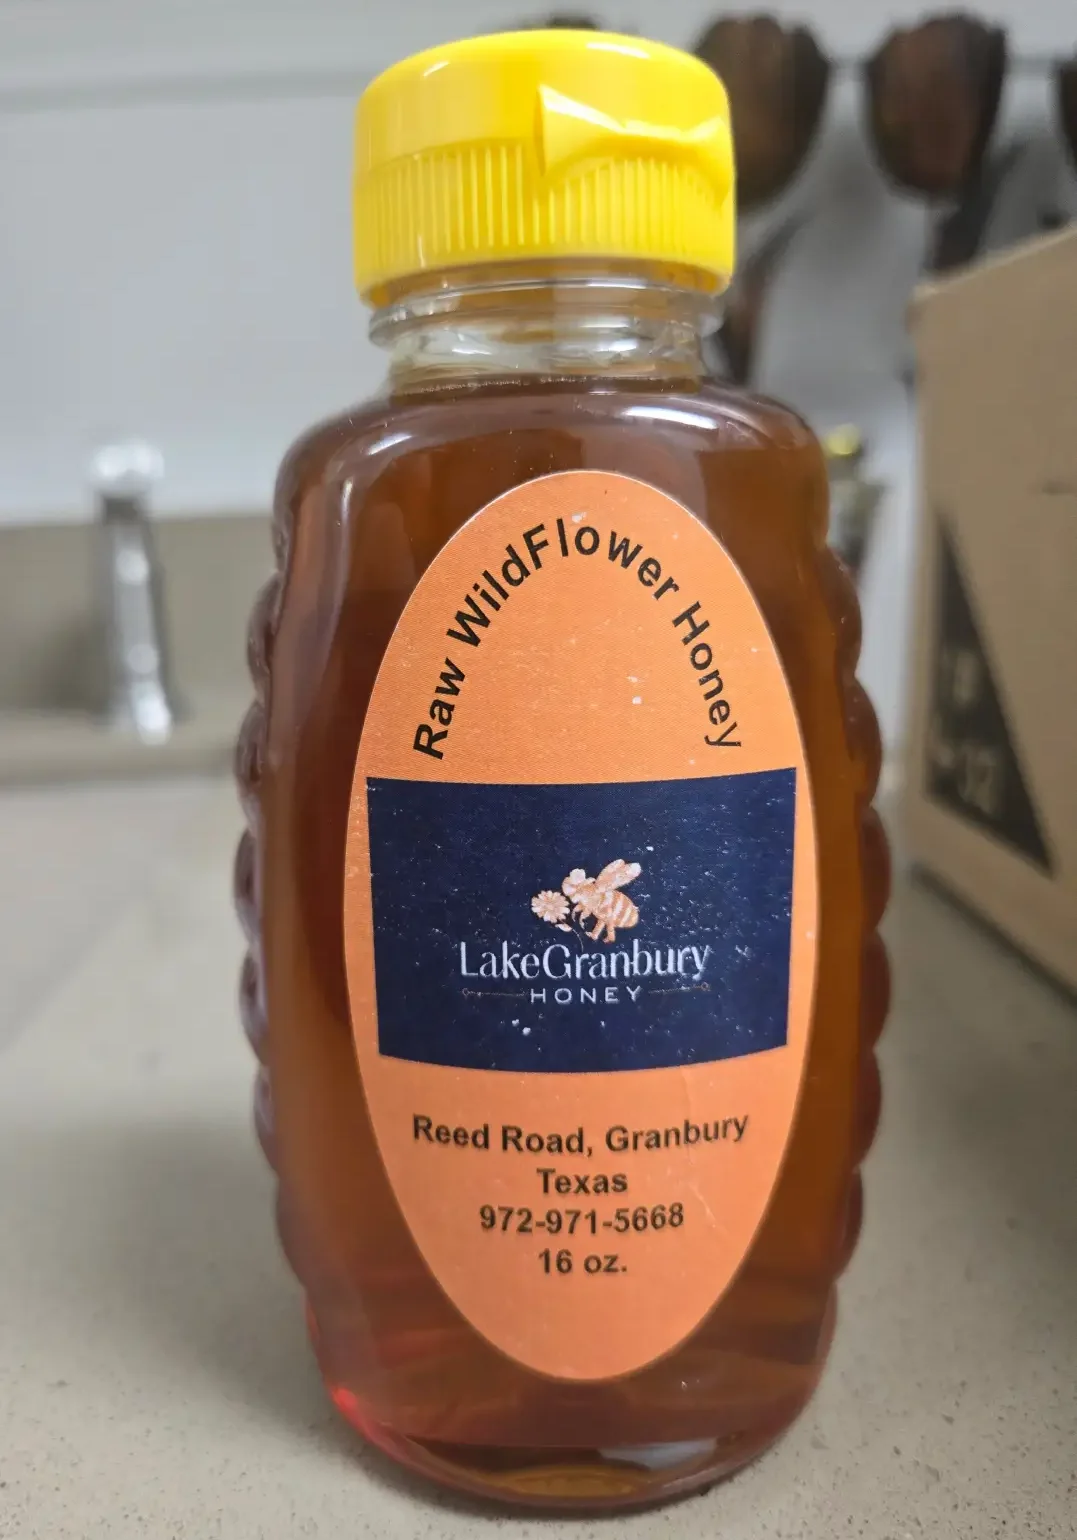 Raw WildFlower Honey
LakeGranbury
HONEY
Reed Road, Granbury
Texas
972-971-5668
16 oz.